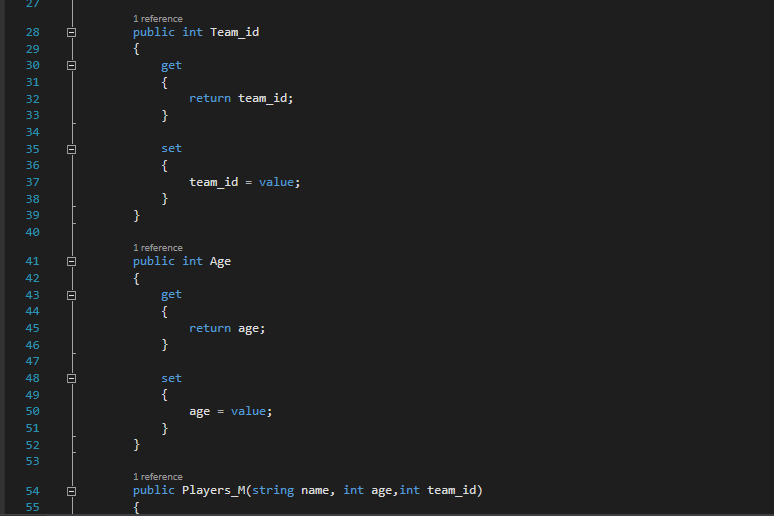 27
1 reference
28 public int Team_id
29 {
30 get
31 {
32 return team_id;
33 }
34
35 set
36 {
37 team_id = value;
38 }
39 }
40
1 reference
41 public int Age
42 {
43 get
44 {
45 return age;
46 }
47
48 set
49 {
50 age = value;
51 }
52 }
53
1 reference
54 public Players_M(string name, int age,int team_id)
55 {